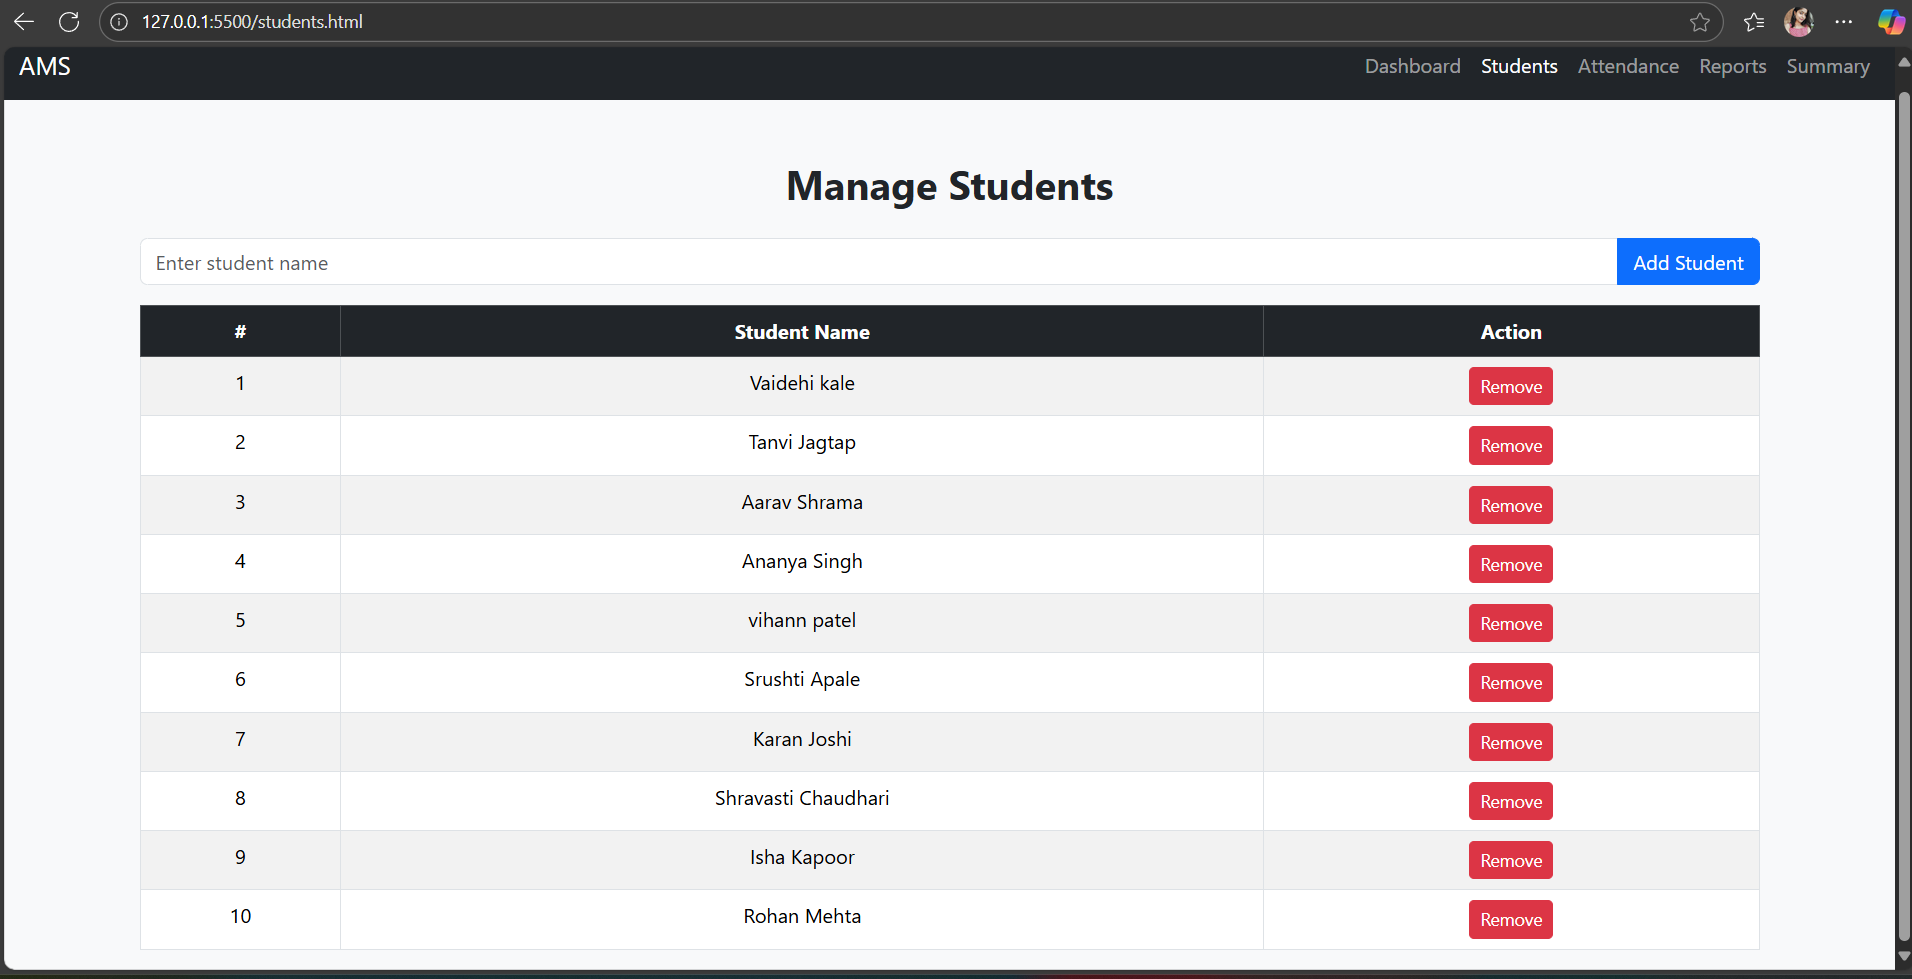 127.0.0.1:5500/students.html
AMS Dashboard Students Attendance Reports Summary
Manage Students
Enter student name Add Student
# Student Name Action
1 Vaidehi kale Remove
2 Tanvi Jagtap Remove
3 Aarav Shrama Remove
4 Ananya Singh Remove
5 vihann patel Remove
6 Srushti Apale Remove
7 Karan Joshi Remove
8 Shravasti Chaudhari Remove
9 Isha Kapoor Remove
10 Rohan Mehta Remove